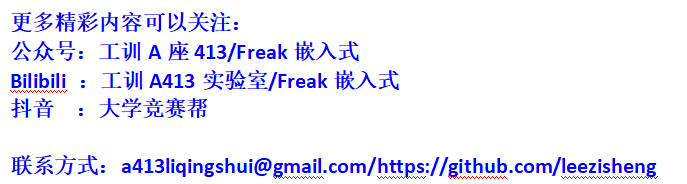 更多精彩内容可以关注：
公众号：工训 A 座 413/Freak 嵌入式
Bilibili ：工训 A413 实验室/Freak 嵌入式
抖音 ：大学竞赛帮
联系方式：a413liqingshui@gmail.com/https://github.com/leezisheng